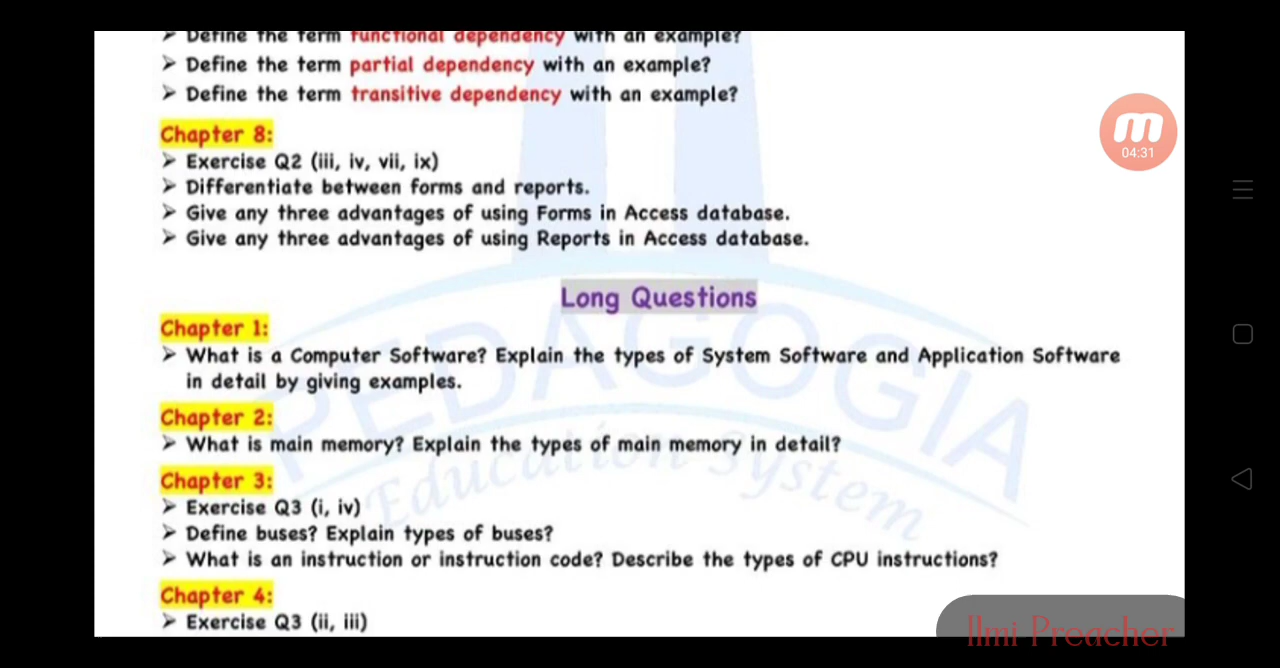 Define the term functional dependency with an example?
➤ Define the term partial dependency with an example?
➤ Define the term transitive dependency with an example?
Chapter 8:
➤ Exercise Q2 (iii, iv, vii, ix)
➤ Differentiate between forms and reports.
➤ Give any three advantages of using Forms in Access database.
➤ Give any three advantages of using Reports in Access database.
04:31
Long Questions
Chapter 1:
➤ What is a Computer Software? Explain the types of System Software and Application Software
in detail by giving examples.
Chapter 2:
➤ What is main memory? Explain the types of main memory in detail?
Chapter 3:
➤ Exercise Q3 (i, iv)
➤ Define buses? Explain types of buses?
➤ What is an instruction or instruction code? Describe the types of CPU instructions?
Chapter 4:
➤ Exercise Q3 (ii, iii)
PEDAGOGIA
Education System
Ilmi Preacher